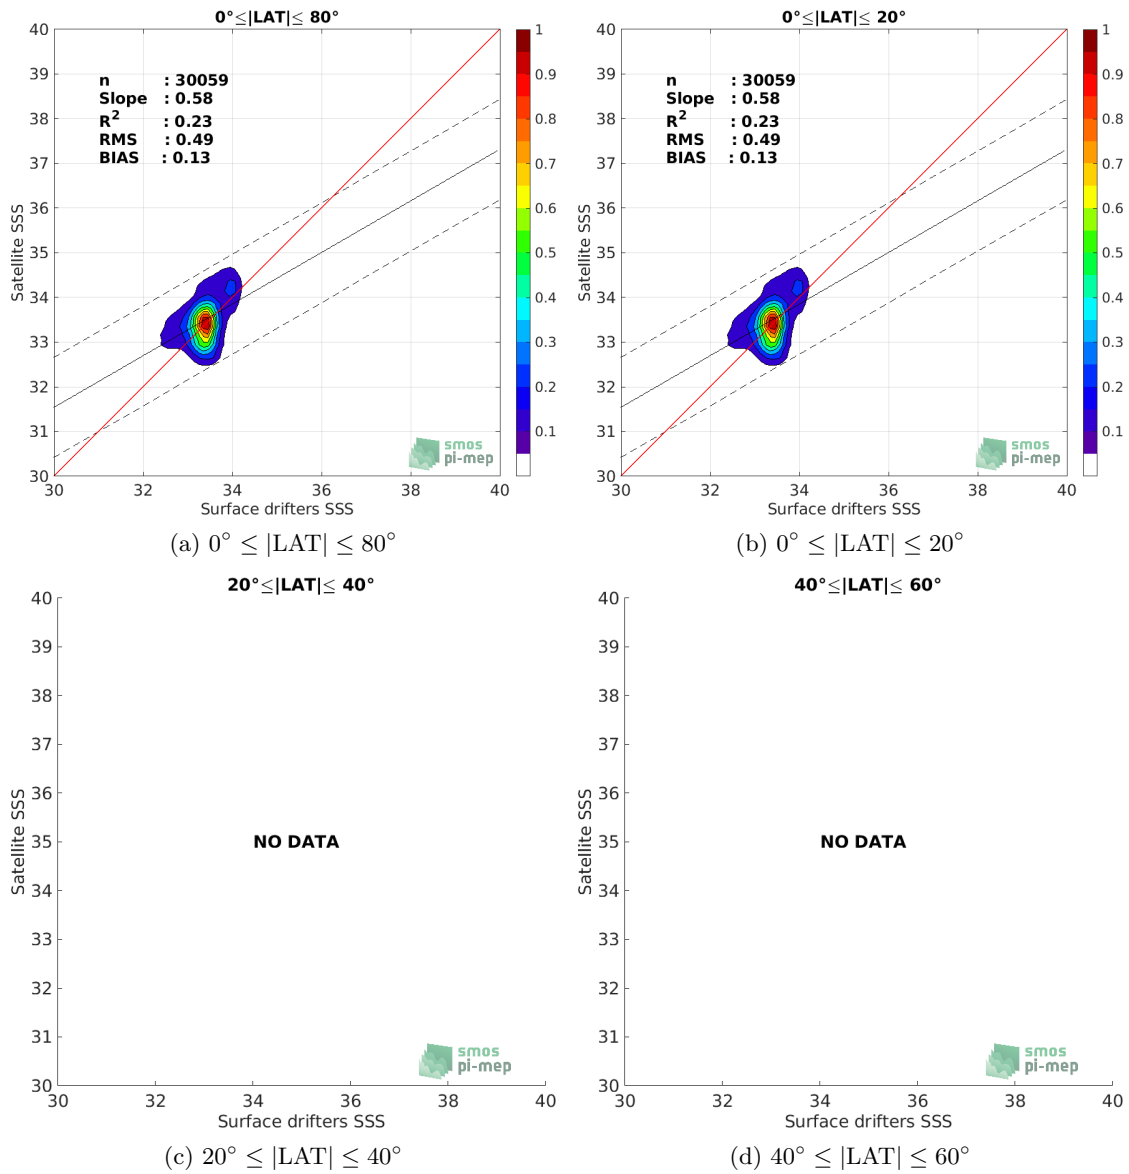 0°≤|LAT|≤ 80°
n : 30059
Slope : 0.58
R² : 0.23
RMS : 0.49
BIAS : 0.13
40
39
38
37
36
35
34
33
32
31
30
Satellite SSS
30 32 34 36 38 40
Surface drifters SSS
1
0.9
0.8
0.7
0.6
0.5
0.4
0.3
0.2
0.1
smos
pi-mep
(a) 0° ≤ |LAT| ≤ 80°
0°≤|LAT|≤ 20°
n : 30059
Slope : 0.58
R² : 0.23
RMS : 0.49
BIAS : 0.13
40
39
38
37
36
35
34
33
32
31
30
Satellite SSS
30 32 34 36 38 40
Surface drifters SSS
1
0.9
0.8
0.7
0.6
0.5
0.4
0.3
0.2
0.1
smos
pi-mep
(b) 0° ≤ |LAT| ≤ 20°
20°≤|LAT|≤ 40°
40
39
38
37
36
35
34
33
32
31
30
Satellite SSS
NO DATA
smos
pi-mep
30 32 34 36 38 40
Surface drifters SSS
(c) 20° ≤ |LAT| ≤ 40°
40°≤|LAT|≤ 60°
40
39
38
37
36
35
34
33
32
31
30
Satellite SSS
NO DATA
smos
pi-mep
30 32 34 36 38 40
Surface drifters SSS
(d) 40° ≤ |LAT| ≤ 60°